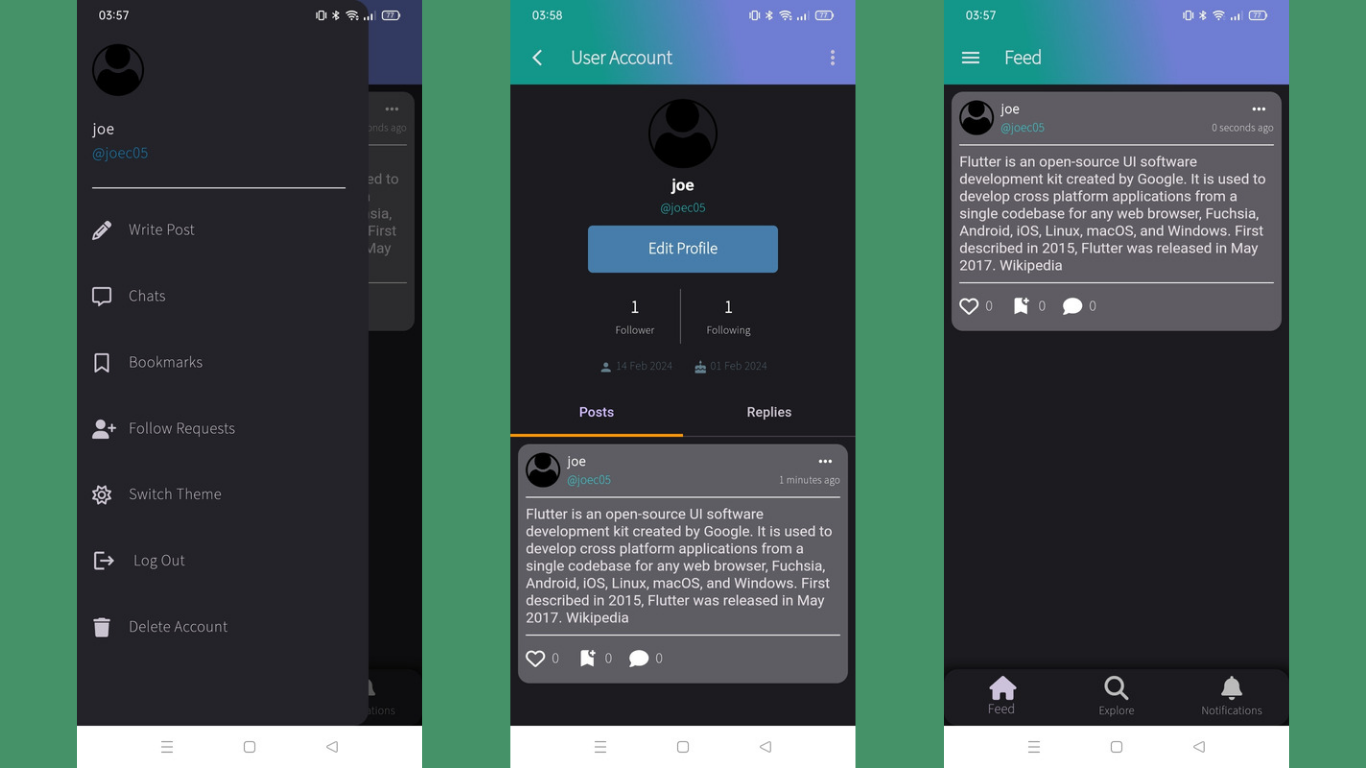 03:57
77
joe
@joec05
Write Post
Chats
Bookmarks
Follow Requests
Switch Theme
Log Out
Delete Account
onds ago
ed to
sia,
First
May
ations
03:58
77
User Account
joe
@joec05
Edit Profile
1 1
Follower Following
14 Feb 2024 01 Feb 2024
Posts Replies
joe
@joec05 1 minutes ago
Flutter is an open-source UI software
development kit created by Google. It is used to
develop cross platform applications from a
single codebase for any web browser, Fuchsia,
Android, iOS, Linux, macOS, and Windows. First
described in 2015, Flutter was released in May
2017. Wikipedia
0 0 0
03:57
77
Feed
joe
@joec05 0 seconds ago
Flutter is an open-source UI software
development kit created by Google. It is used to
develop cross platform applications from a
single codebase for any web browser, Fuchsia,
Android, iOS, Linux, macOS, and Windows. First
described in 2015, Flutter was released in May
2017. Wikipedia
0 0 0
Feed Explore Notifications